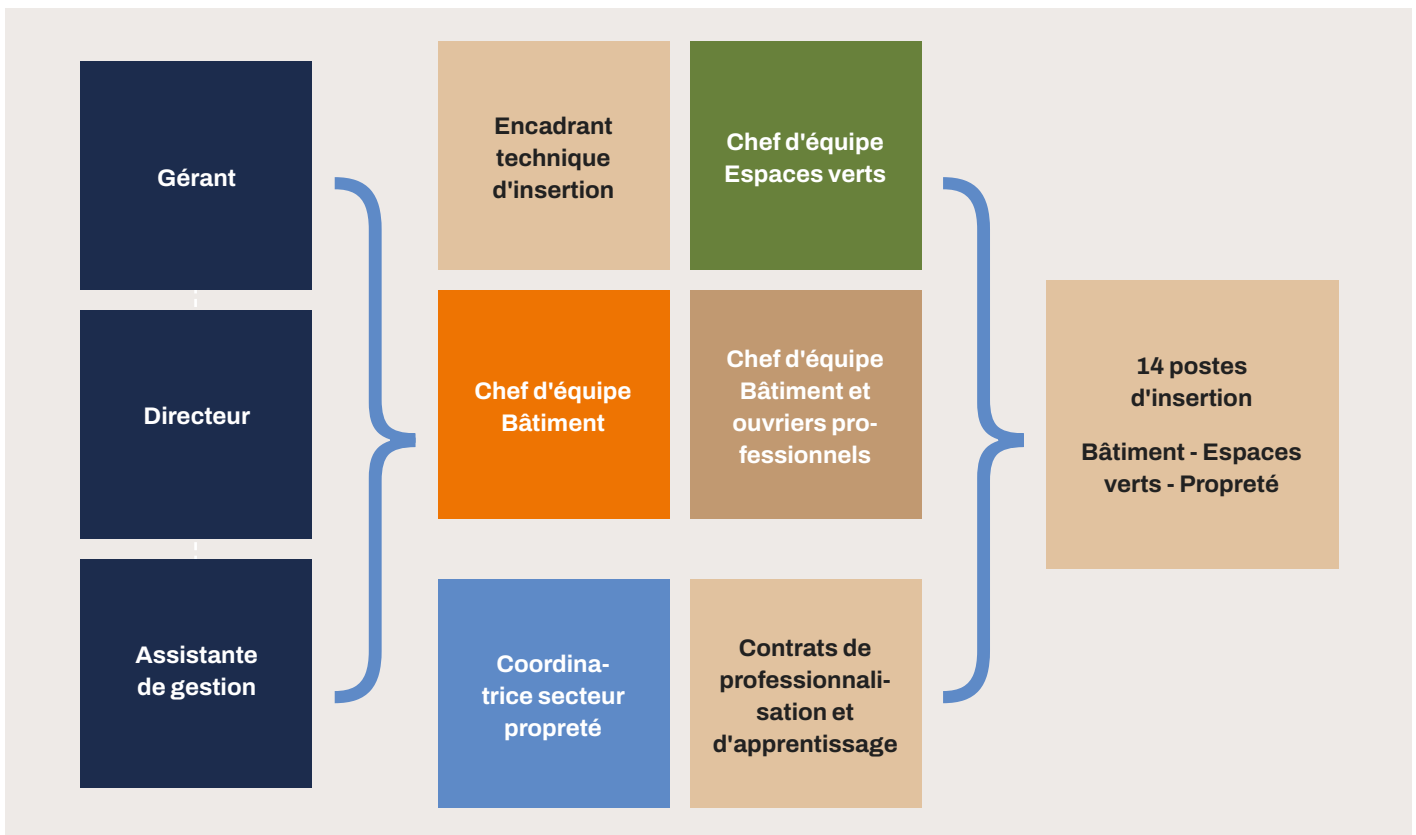 Gérant
Directeur
Assistante
de gestion
Encadrant
technique
d'insertion
Chef d'équipe
Espaces verts
Chef d'équipe
Bâtiment
Chef d'équipe
Bâtiment et
ouvriers pro-
fessionnels
Coordina-
trice secteur
propreté
Contrats de
professionnali-
sation et
d'apprentissage
14 postes
d'insertion
Bâtiment - Espaces
verts - Propreté